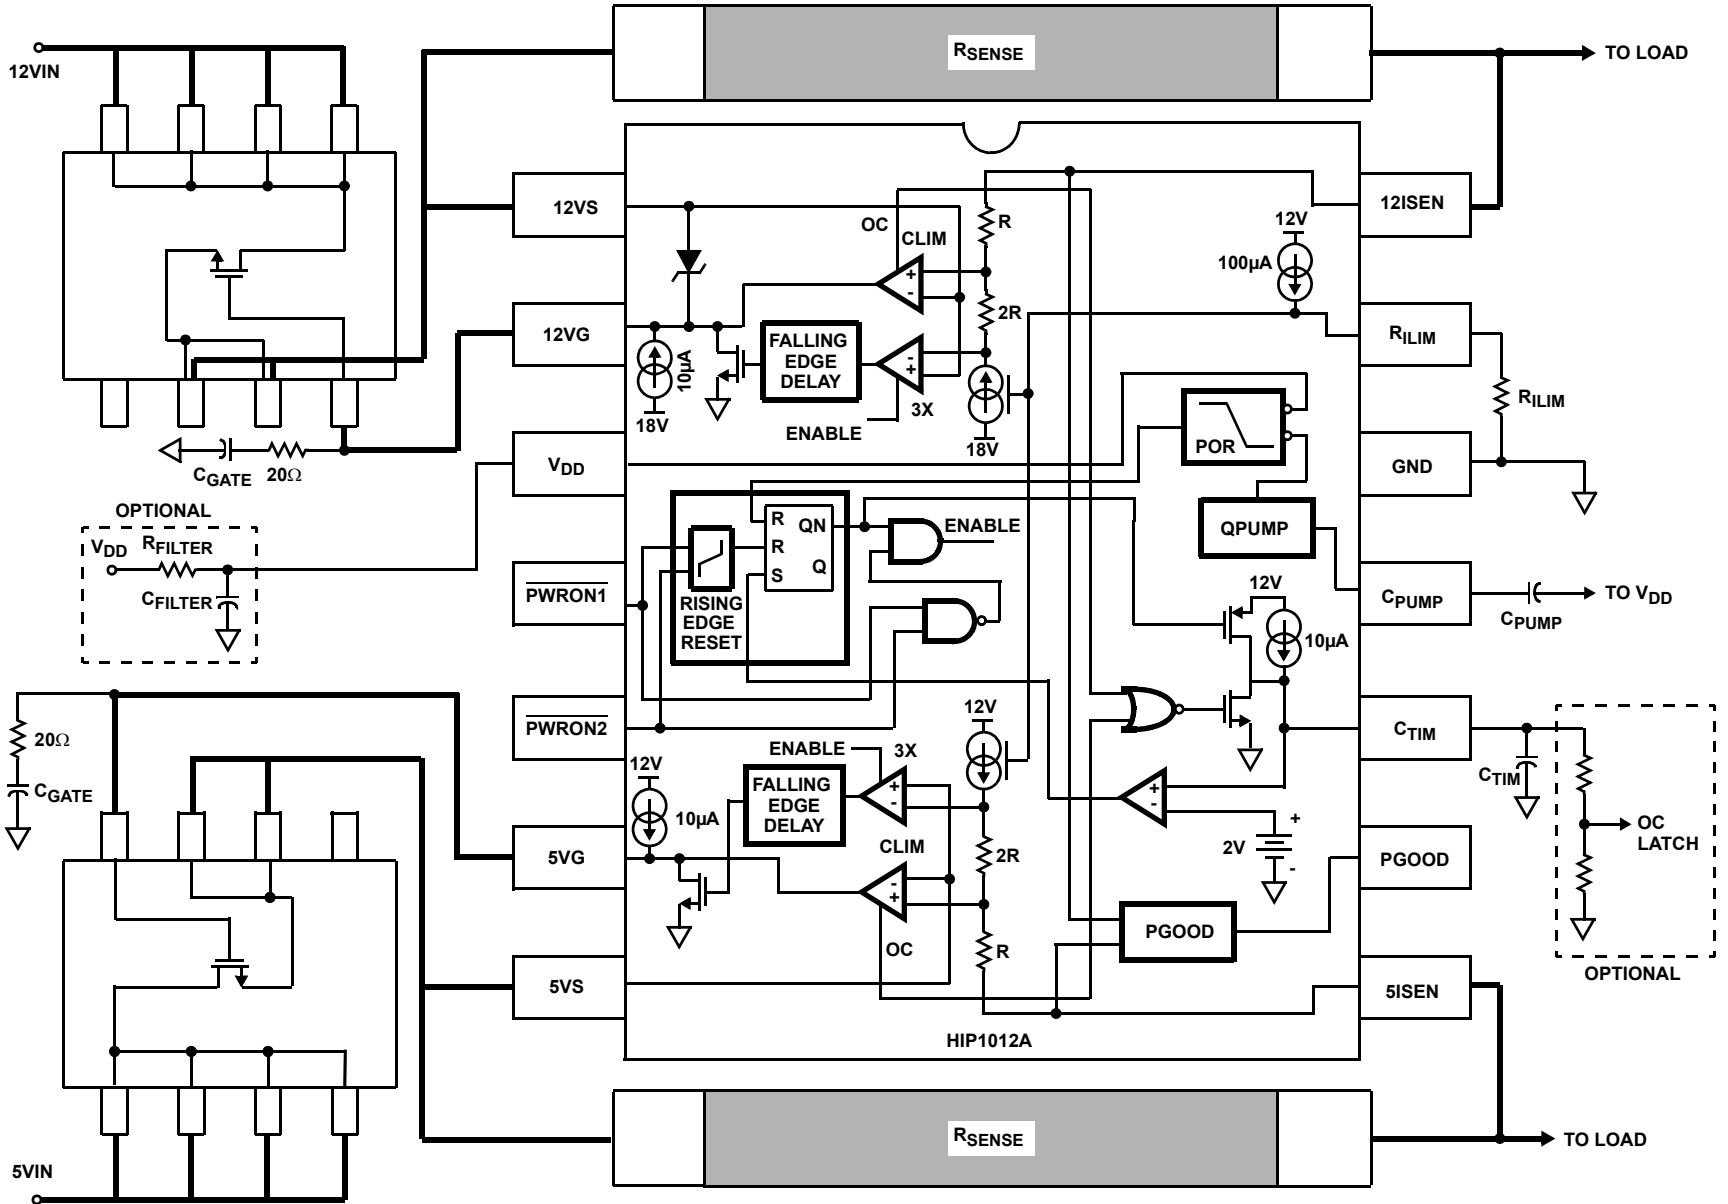 12VIN
RSENSE
TO LOAD
12VS
OC
CLIM
R
12V
100µA
12ISEN
12VG
10µA
18V
FALLING
EDGE
DELAY
2R
3X
ENABLE
18V
RILIM
RILIM
CGATE
20Ω
VDD
POR
GND
OPTIONAL
VDD
RFILTER
CFILTER
R
R
S
QN
Q
ENABLE
QPUMP
PWRON1
RISING
EDGE
RESET
12V
10µA
CPUMP
CPUMP
TO VDD
20Ω
CGATE
PWRON2
12V
10µA
ENABLE
3X
12V
FALLING
EDGE
DELAY
CTIM
CTIM
OC
LATCH
OPTIONAL
+
2V
-
5VG
CLIM
2R
OC
R
PGOOD
PGOOD
5VS
5ISEN
HIP1012A
RSENSE
TO LOAD
5VIN
+
-
-
+
+
-
-
+
+
-